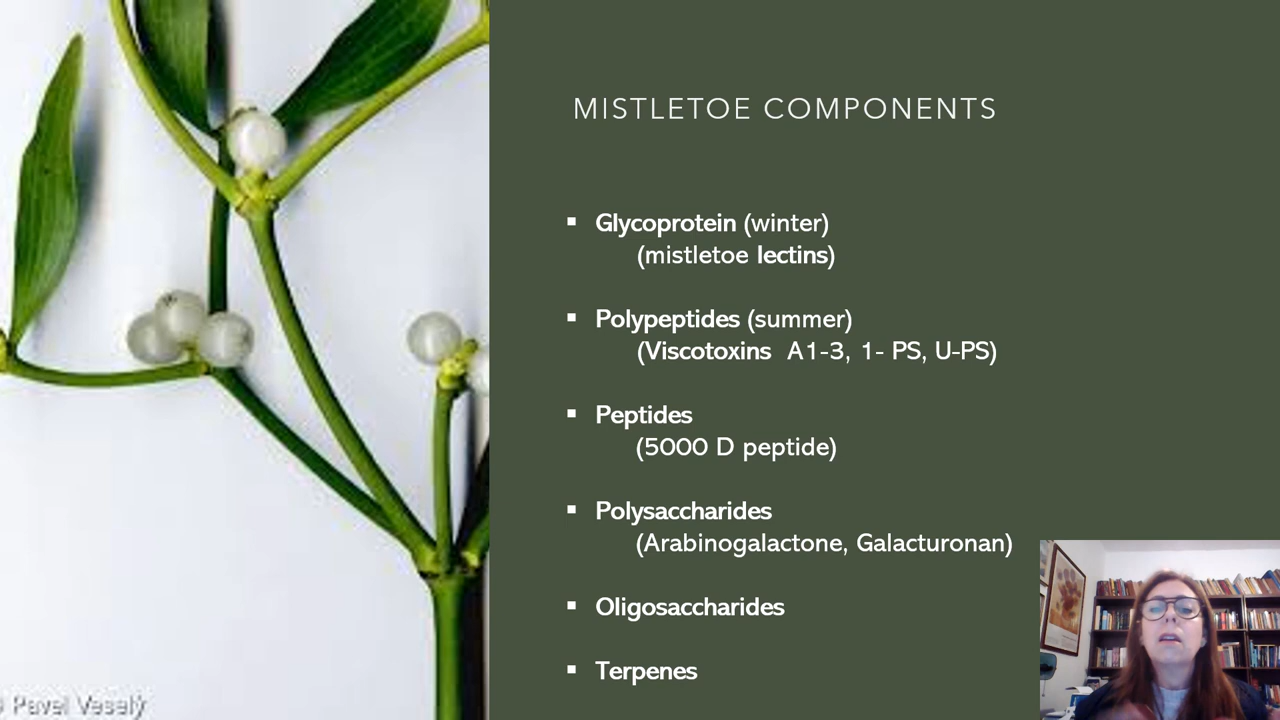 MISTLETOE COMPONENTS
▪ Glycoprotein (winter)
(mistletoe lectins)
▪ Polypeptides (summer)
(Viscotoxins A1-3, 1- PS, U-PS)
▪ Peptides
(5000 D peptide)
▪ Polysaccharides
(Arabinogalactone, Galacturonan)
▪ Oligosaccharides
▪ Terpenes
Pavel Veselý